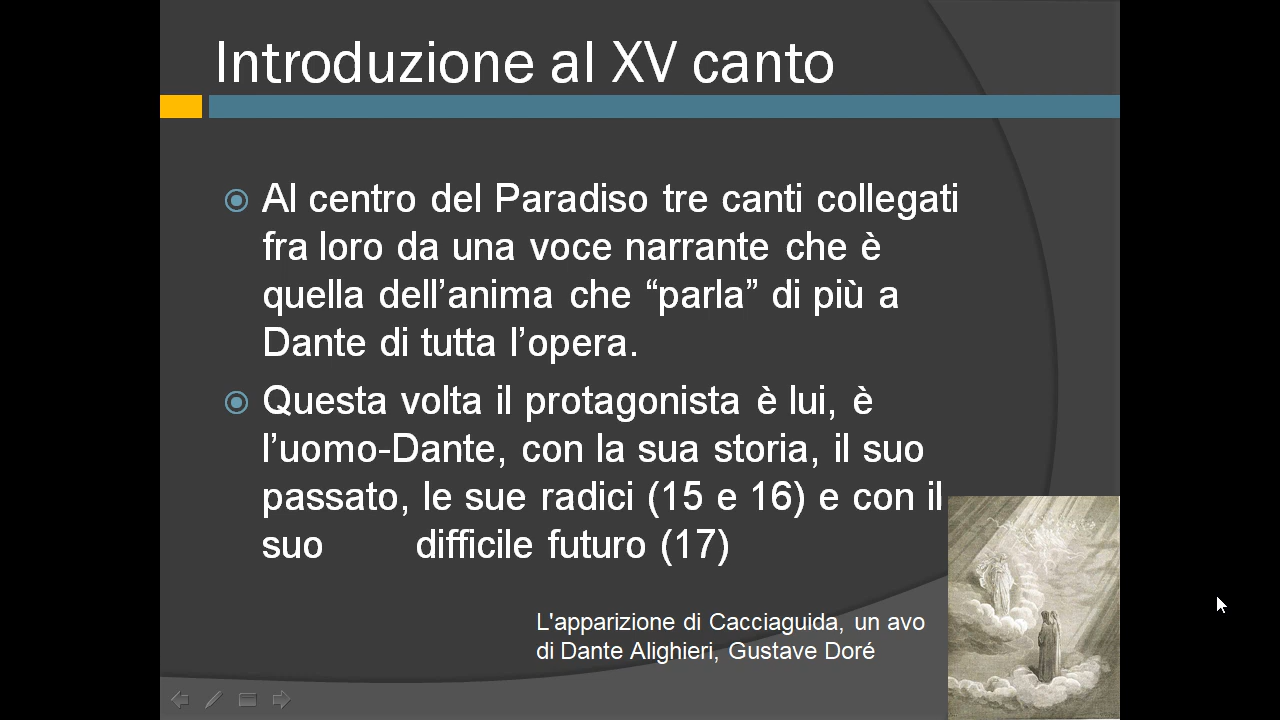 Introduzione al XV canto
Al centro del Paradiso tre canti collegati
fra loro da una voce narrante che è
quella dell’anima che “parla” di più a
Dante di tutta l’opera.
Questa volta il protagonista è lui, è
l’uomo-Dante, con la sua storia, il suo
passato, le sue radici (15 e 16) e con il
suo difficile futuro (17)
L'apparizione di Cacciaguida, un avo
di Dante Alighieri, Gustave Doré